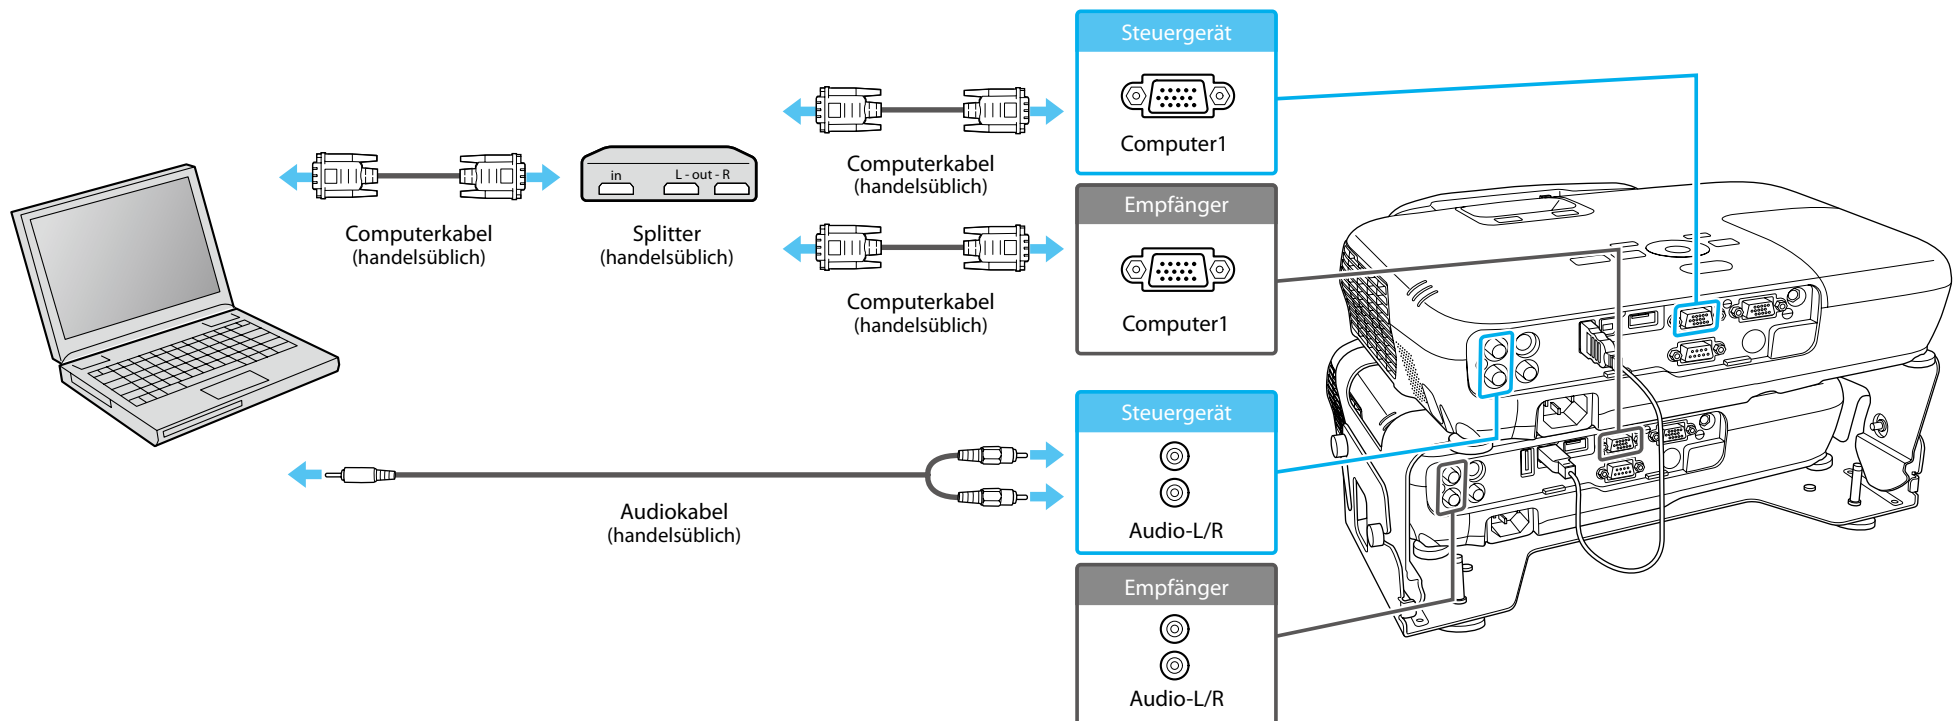 Steuergerät
Computer1
Computerkabel
(handelsüblich)
Empfänger
Computer1
in
L - out - R
Computerkabel
(handelsüblich)
Splitter
(handelsüblich)
Computerkabel
(handelsüblich)
Steuergerät
Audio-L/R
Audiokabel
(handelsüblich)
Empfänger
Audio-L/R